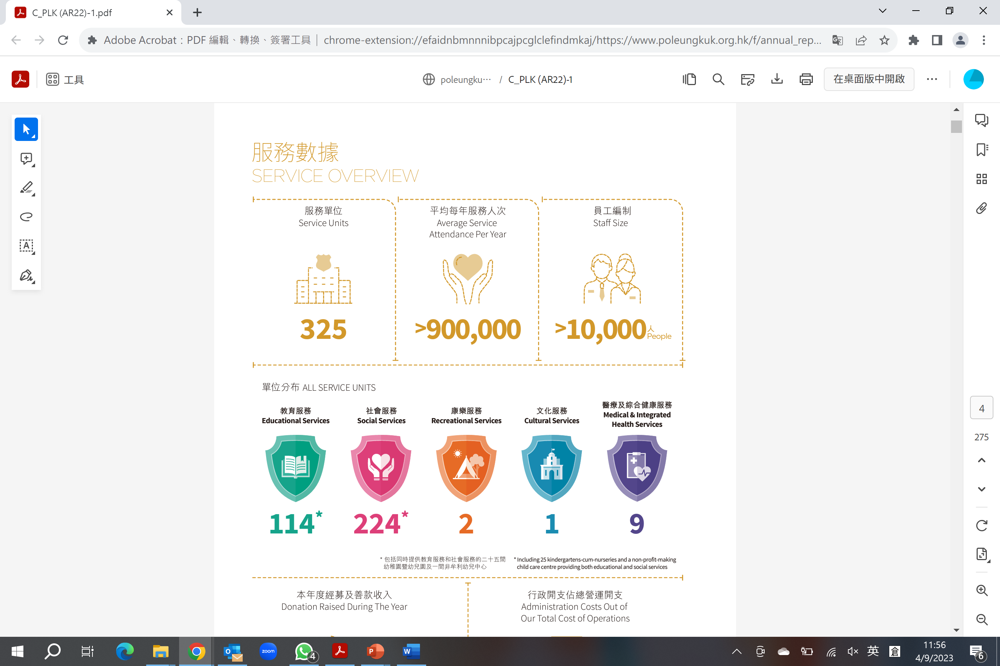 C_PLK (AR22)-1.pdf
Adobe Acrobat：PDF 編輯、轉換、簽署工具 | chrome-extension://efaidnbmnnnibpcajpcglclefindmkaj/https://www.poleungkuk.org.hk/f/annual_rep...
工具
poleungku… / C_PLK (AR22)-1
在桌面版中開啟
服務數據
SERVICE OVERVIEW
服務單位
Service Units
325
平均每年服務人次
Average Service
Attendance Per Year
>900,000
員工編制
Staff Size
>10,000人
People
單位分布 ALL SERVICE UNITS
教育服務
Educational Services
114*
社會服務
Social Services
224*
康樂服務
Recreational Services
2
文化服務
Cultural Services
1
醫療及綜合健康服務
Medical & Integrated
Health Services
9
* 包括同時提供教育服務和社會服務的二十五間
幼稚園暨幼兒園及一間非牟利幼兒中心
* Including 25 kindergartens-cum-nurseries and a non-profit-making
child care centre providing both educational and social services
本年度經募及善款收入
Donation Raised During The Year
行政開支佔總營運開支
Administration Costs Out of
Our Total Cost of Operations
4
275
zoom
4
英
倉
11:56
4/9/2023
6